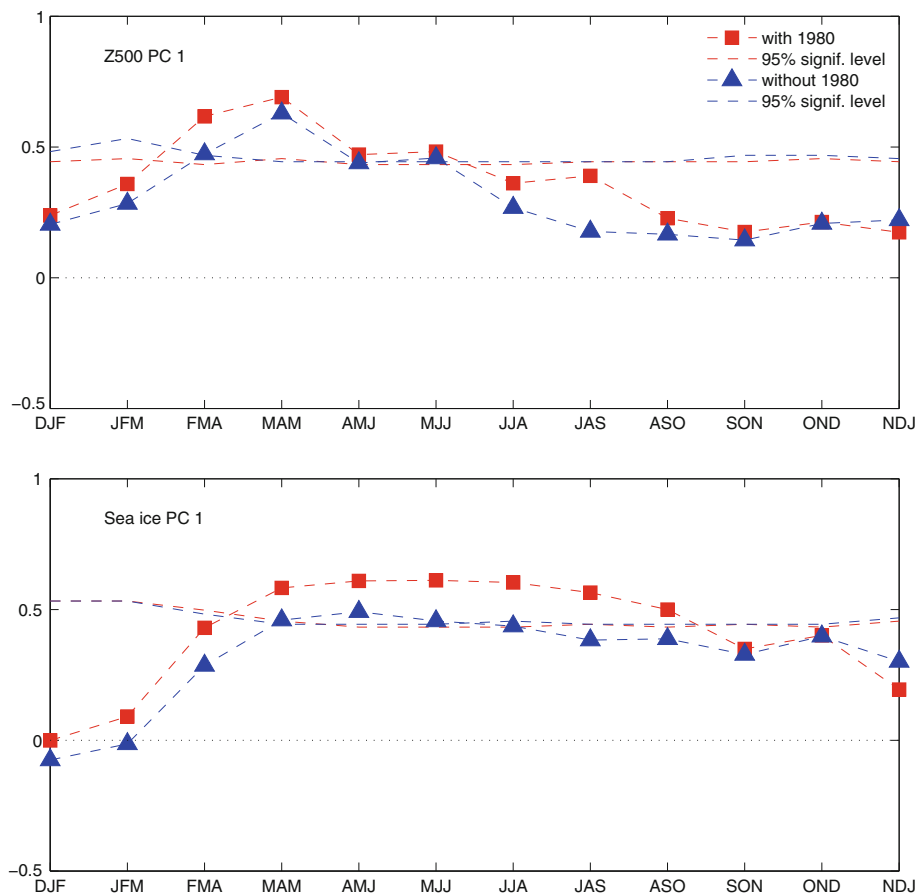 1
Z500 PC 1
with 1980
95% signif. level
without 1980
95% signif. level
0.5
0
−0.5
DJF JFM FMA MAM AMJ MJJ JJA JAS ASO SON OND NDJ
1
Sea ice PC 1
0.5
0
−0.5
DJF JFM FMA MAM AMJ MJJ JJA JAS ASO SON OND NDJ